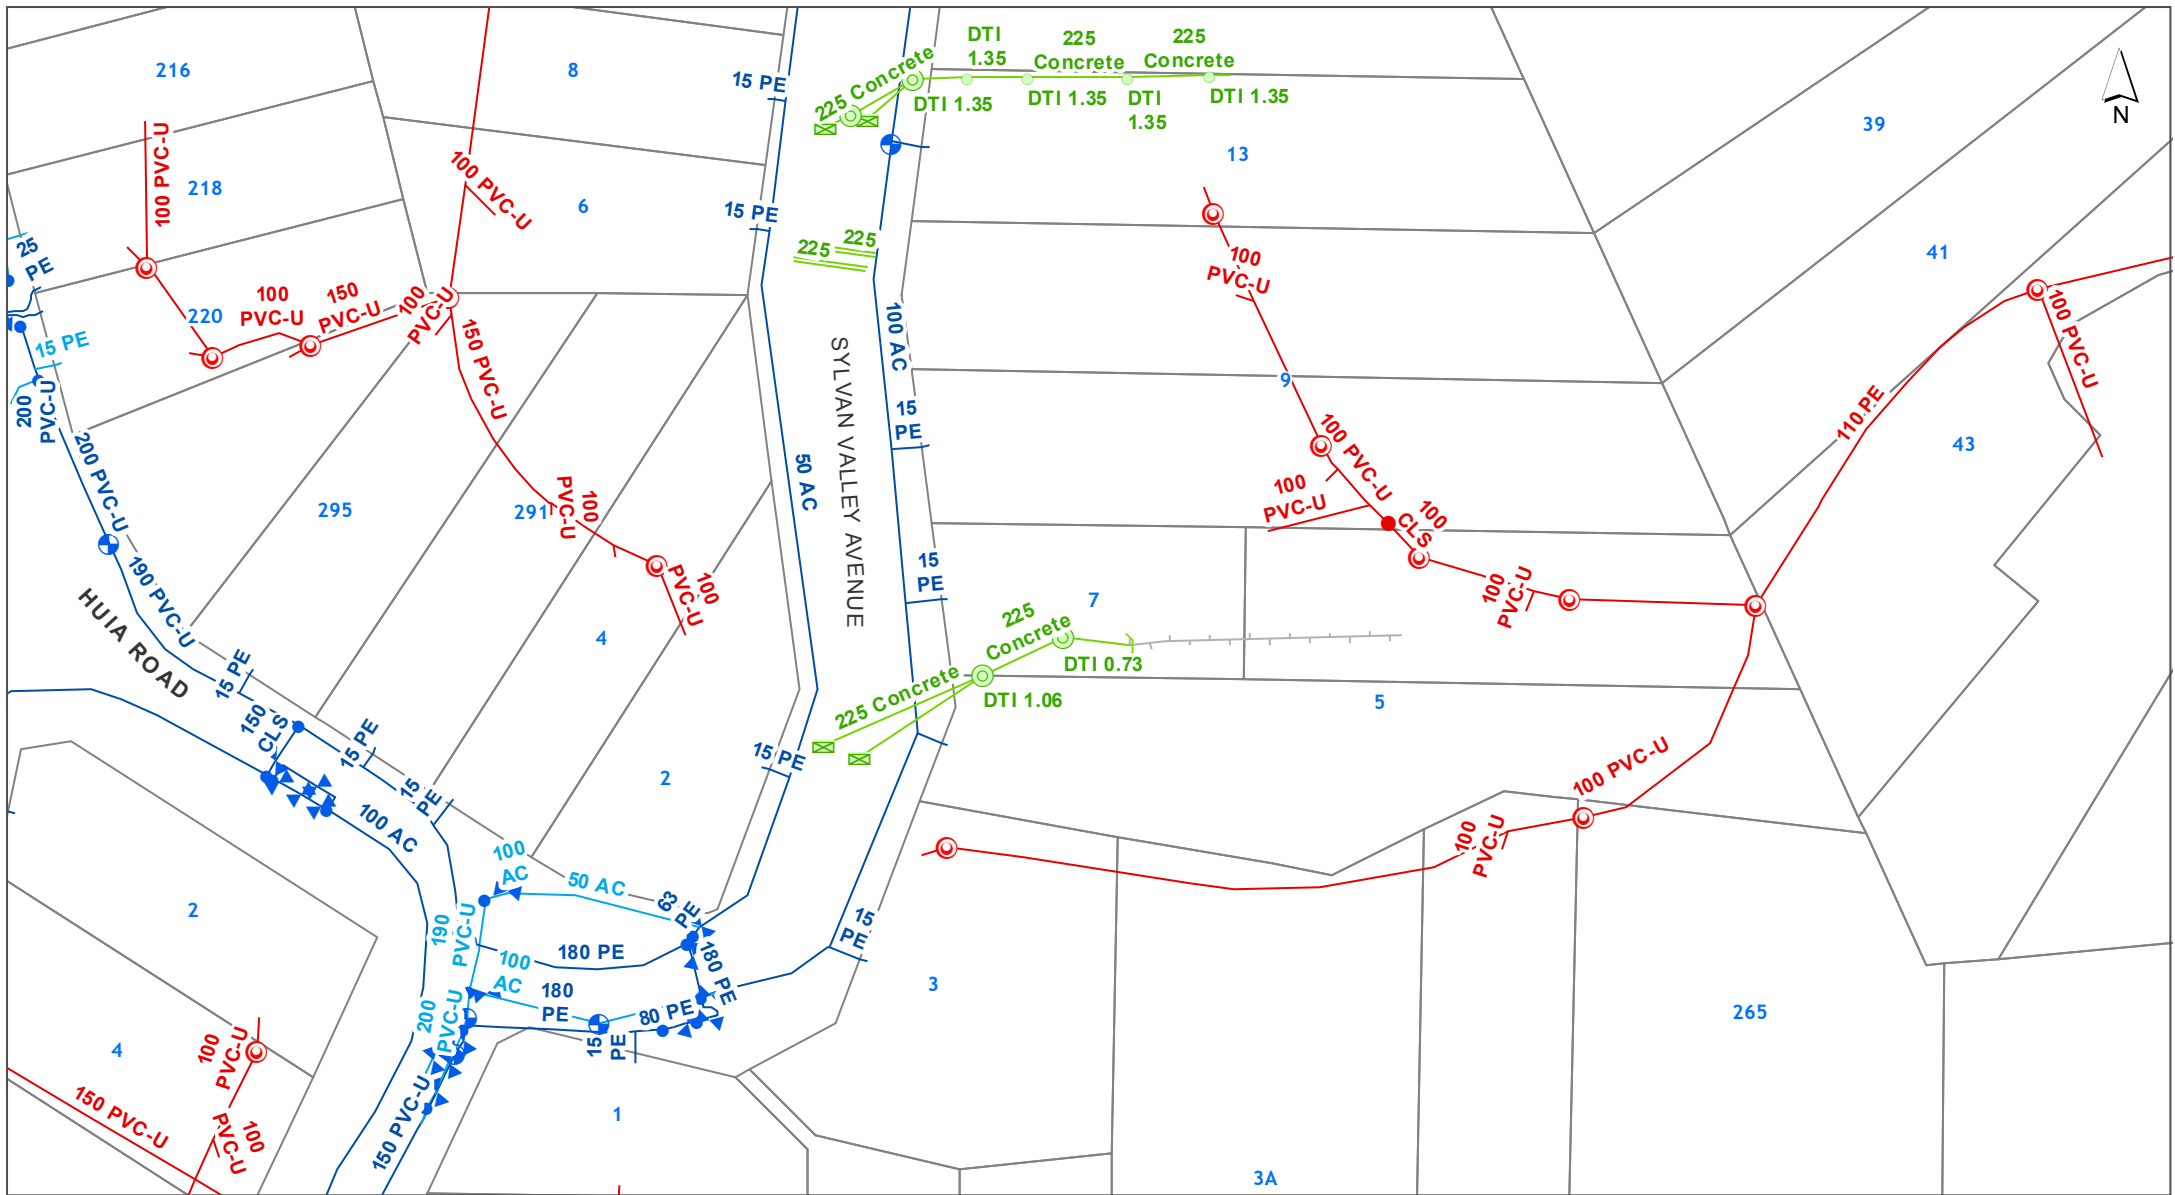 216
8
15 PE
225 Concrete
DTI
1.35
225
Concrete
225
Concrete
DTI 1.35
DTI 1.35
DTI
1.35
DTI 1.35
N
39
13
218
100 PVC-U
100 PVC-U
6
15 PE
225
225
41
25
PE
220
100
PVC-U
150
PVC-U
100
PVC-U
100
PVC-U
15 PE
150 PVC-U
100 AC
SYLVAN VALLEY AVENUE
9
100 PVC-U
200
PVC-U
15
PE
110 PE
43
200 PVC-U
50 AC
100 PVC-U
295
291
100
PVC-U
100
PVC-U
100
CLS
190 PVC-U
15
PE
HUIA ROAD
100
PVC-U
4
7
225
Concrete
100
PVC-U
DTI 0.73
15 PE
225 Concrete
DTI 1.06
5
150
CLS
15 PE
15 PE
15
PE
2
100 PVC-U
100 AC
100
AC
50 AC
100
PVC-U
2
63
PE
15
PE
190
PVC-U
180 PE
180 PE
100
AC
180
PE
80 PE
3
265
200
PVC-U
15
PE
4
100
PVC-U
150 PVC-U
100
PVC-U
150 PVC-U
1
3A